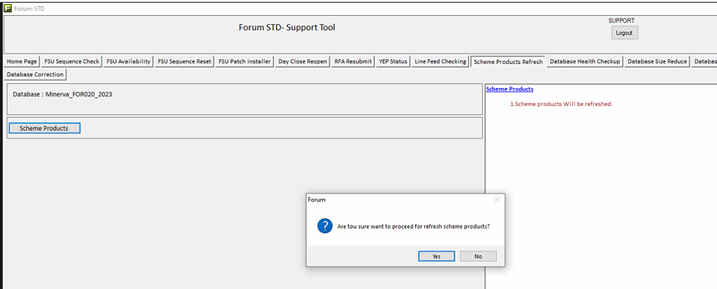 Forum-STD
Forum STD- Support Tool
SUPPORT
Logout
Home Page FSU Sequence Check FSU Availability FSU Sequence Reset FSU Patch Installer Day Close Reopen RFA Resubmit YEP Status Line Feed Checking Scheme Products Refresh Database Health Checkup Database Size Reduce Databas
Database Correction
Database : Minerva_FOR020_2023
Scheme Products
Scheme Products
1.Scheme products Will be refreshed.
Forum
Are tou sure want to proceed for refresh scheme products?
Yes No